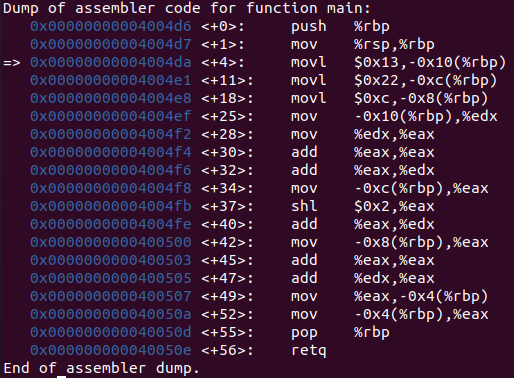 Dump of assembler code for function main:
   0x00000000004004d6 <+0>:     push   %rbp
   0x00000000004004d7 <+1>:     mov    %rsp,%rbp
=> 0x00000000004004da <+4>:     movl   $0x13,-0x10(%rbp)
   0x00000000004004e1 <+11>:    movl   $0x22,-0xc(%rbp)
   0x00000000004004e8 <+18>:    movl   $0xc,-0x8(%rbp)
   0x00000000004004ef <+25>:    mov    -0x10(%rbp),%edx
   0x00000000004004f2 <+28>:    mov    %edx,%eax
   0x00000000004004f4 <+30>:    add    %eax,%eax
   0x00000000004004f6 <+32>:    add    %eax,%edx
   0x00000000004004f8 <+34>:    mov    -0xc(%rbp),%eax
   0x00000000004004fb <+37>:    shl    $0x2,%eax
   0x00000000004004fe <+40>:    add    %eax,%edx
   0x0000000000400500 <+42>:    mov    -0x8(%rbp),%eax
   0x0000000000400503 <+45>:    add    %eax,%eax
   0x0000000000400505 <+47>:    add    %edx,%eax
   0x0000000000400507 <+49>:    mov    %eax,-0x4(%rbp)
   0x000000000040050a <+52>:    mov    -0x4(%rbp),%eax
   0x000000000040050d <+55>:    pop    %rbp
   0x000000000040050e <+56>:    retq
End of assembler dump.